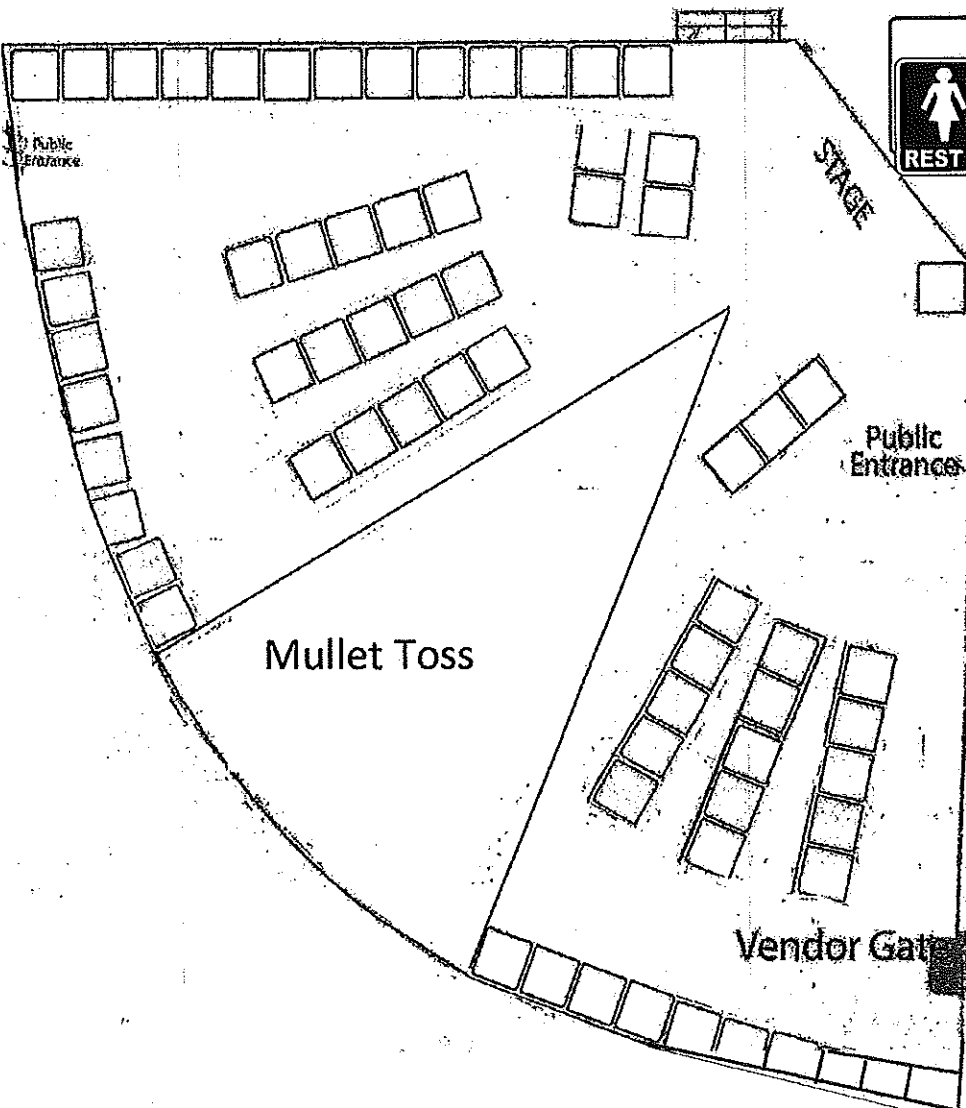 Public
Entrance
STAGE
REST
Public
Entrance
Mullet Toss
Vendor Gate